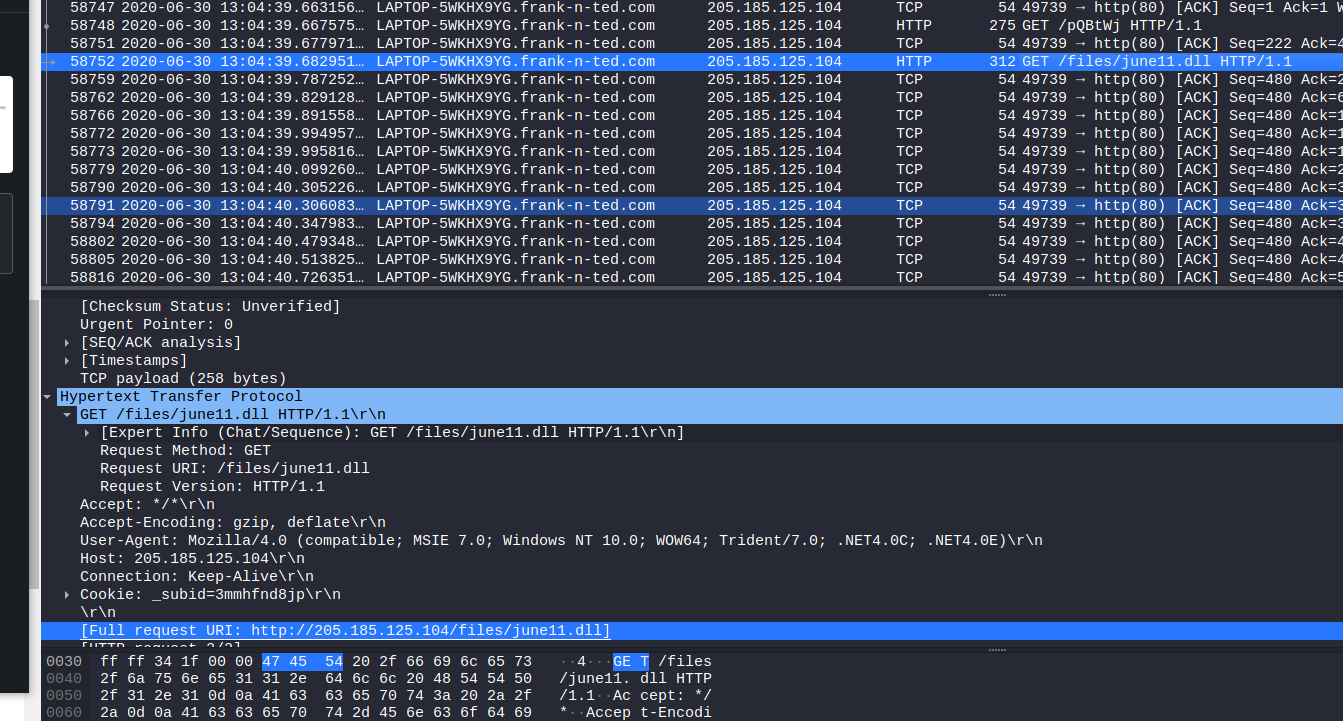 58747 2020-06-30 13:04:39.663156… LAPTOP-5WKHX9YG.frank-n-ted.com 205.185.125.104 TCP 54 49739 → http(80) [ACK] Seq=1 Ack=1 W
58748 2020-06-30 13:04:39.667575… LAPTOP-5WKHX9YG.frank-n-ted.com 205.185.125.104 HTTP 275 GET /pQBtWj HTTP/1.1
58751 2020-06-30 13:04:39.677971… LAPTOP-5WKHX9YG.frank-n-ted.com 205.185.125.104 TCP 54 49739 → http(80) [ACK] Seq=222 Ack=4
58752 2020-06-30 13:04:39.682951… LAPTOP-5WKHX9YG.frank-n-ted.com 205.185.125.104 HTTP 312 GET /files/june11.dll HTTP/1.1
58759 2020-06-30 13:04:39.787252… LAPTOP-5WKHX9YG.frank-n-ted.com 205.185.125.104 TCP 54 49739 → http(80) [ACK] Seq=480 Ack=2
58762 2020-06-30 13:04:39.829128… LAPTOP-5WKHX9YG.frank-n-ted.com 205.185.125.104 TCP 54 49739 → http(80) [ACK] Seq=480 Ack=6
58766 2020-06-30 13:04:39.891558… LAPTOP-5WKHX9YG.frank-n-ted.com 205.185.125.104 TCP 54 49739 → http(80) [ACK] Seq=480 Ack=1
58772 2020-06-30 13:04:39.994957… LAPTOP-5WKHX9YG.frank-n-ted.com 205.185.125.104 TCP 54 49739 → http(80) [ACK] Seq=480 Ack=1
58773 2020-06-30 13:04:39.995816… LAPTOP-5WKHX9YG.frank-n-ted.com 205.185.125.104 TCP 54 49739 → http(80) [ACK] Seq=480 Ack=1
58779 2020-06-30 13:04:40.099260… LAPTOP-5WKHX9YG.frank-n-ted.com 205.185.125.104 TCP 54 49739 → http(80) [ACK] Seq=480 Ack=2
58790 2020-06-30 13:04:40.305226… LAPTOP-5WKHX9YG.frank-n-ted.com 205.185.125.104 TCP 54 49739 → http(80) [ACK] Seq=480 Ack=3
58791 2020-06-30 13:04:40.306083… LAPTOP-5WKHX9YG.frank-n-ted.com 205.185.125.104 TCP 54 49739 → http(80) [ACK] Seq=480 Ack=3
58794 2020-06-30 13:04:40.347983… LAPTOP-5WKHX9YG.frank-n-ted.com 205.185.125.104 TCP 54 49739 → http(80) [ACK] Seq=480 Ack=3
58802 2020-06-30 13:04:40.479348… LAPTOP-5WKHX9YG.frank-n-ted.com 205.185.125.104 TCP 54 49739 → http(80) [ACK] Seq=480 Ack=4
58805 2020-06-30 13:04:40.513825… LAPTOP-5WKHX9YG.frank-n-ted.com 205.185.125.104 TCP 54 49739 → http(80) [ACK] Seq=480 Ack=4
58816 2020-06-30 13:04:40.726351… LAPTOP-5WKHX9YG.frank-n-ted.com 205.185.125.104 TCP 54 49739 → http(80) [ACK] Seq=480 Ack=5
[Checksum Status: Unverified]
Urgent Pointer: 0
[SEQ/ACK analysis]
[Timestamps]
TCP payload (258 bytes)
Hypertext Transfer Protocol
GET /files/june11.dll HTTP/1.1\r\n
[Expert Info (Chat/Sequence): GET /files/june11.dll HTTP/1.1\r\n]
Request Method: GET
Request URI: /files/june11.dll
Request Version: HTTP/1.1
Accept: */*\r\n
Accept-Encoding: gzip, deflate\r\n
User-Agent: Mozilla/4.0 (compatible; MSIE 7.0; Windows NT 10.0; WOW64; Trident/7.0; .NET4.0C; .NET4.0E)\r\n
Host: 205.185.125.104\r\n
Connection: Keep-Alive\r\n
Cookie: _subid=3mmhfnd8jp\r\n
\r\n
[Full request URI: http://205.185.125.104/files/june11.dll]
0030 ff ff 34 1f 00 00 47 45 54 20 2f 66 69 6c 65 73 ··4···GE T /files
0040 2f 6a 75 6e 65 31 31 2e 64 6c 6c 20 48 54 54 50 /june11. dll HTTP
0050 2f 31 2e 31 0d 0a 41 63 63 65 70 74 3a 20 2a 2f /1.1··Ac cept: */
0060 2a 0d 0a 41 63 63 65 70 74 2d 45 6e 63 6f 64 69 *··Accep t-Encodi